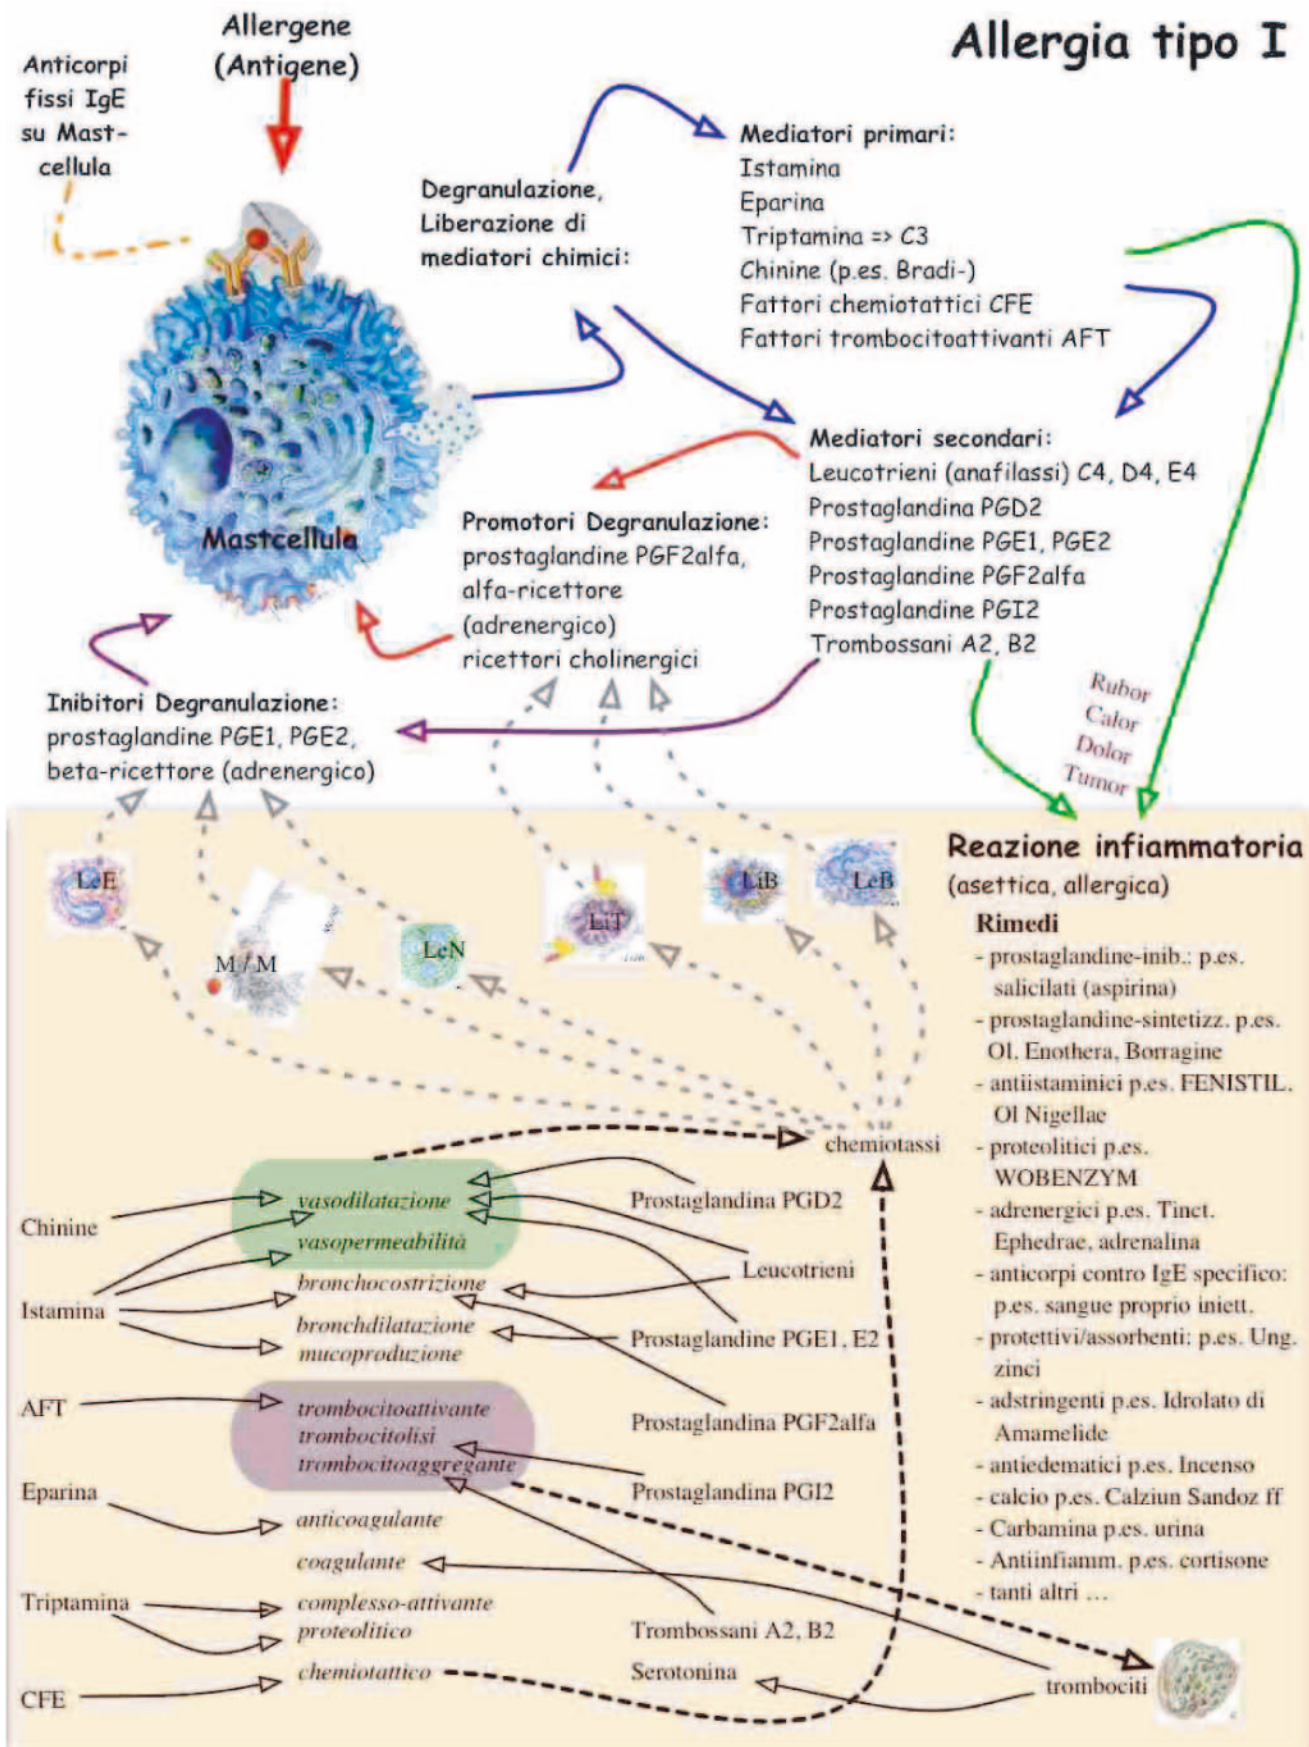 Allergia tipo I
Allergene
(Antigene)
Anticorpi
fissi IgE
su Mast-
cellula
Degranulazione,
Liberazione di
mediatori chimici:
Mediatori primari:
Istamina
Eparina
Triptamina => C3
Chinine (p.es. Bradi-)
Fattori chemiotattici CFE
Fattori trombocitoattivanti AFT
Mediatori secondari:
Leucotrieni (anafilassi) C4, D4, E4
Prostaglandina PGD2
Prostaglandine PGE1, PGE2
Prostaglandine PGF2alfa
Prostaglandine PGI2
Trombossani A2, B2
Mastcellula
Promotori Degranulazione:
prostaglandine PGF2alfa,
alfa-ricettore
(adrenergico)
ricettori cholinergici
Inibitori Degranulazione:
prostaglandine PGE1, PGE2,
beta-ricettore (adrenergico)
Rubor
Calor
Dolor
Tumor
LeE
M / M
LeN
LiT
LiB
LeB
Reazione infiammatoria
(asettica, allergica)
Rimedi
- prostaglandine-inib.: p.es.
salicilati (aspirina)
- prostaglandine-sintetizz. p.es.
Ol. Enothera, Borragine
- antiistaminici p.es. FENISTIL.
Ol Nigellae
- proteolitici p.es.
WOBENZYM
- adrenergici p.es. Tinct.
Ephedrae, adrenalina
- anticorpi contro IgE specifico:
p.es. sangue proprio iniett.
- protettivi/assorbenti: p.es. Ung.
zinci
- adstringenti p.es. Idrolato di
Amamelide
- antiedematici p.es. Incenso
- calcio p.es. Calziun Sandoz ff
- Carbamina p.es. urina
- Antiinfiamm. p.es. cortisone
- tanti altri ...
chemiotassi
Chinine
Istamina
AFT
Eparina
Triptamina
CFE
vasodilatazione
vasopermeabilità
bronchocostrizione
bronchdilatazione
mucoproduzione
trombocitoattivante
trombocitolisi
trombocitoaggregante
anticoagulante
coagulante
complesso-attivante
proteolitico
chemiotattico
Prostaglandina PGD2
Leucotrieni
Prostaglandine PGE1, E2
Prostaglandina PGF2alfa
Prostaglandina PGI2
Trombossani A2, B2
Serotonina
trombociti